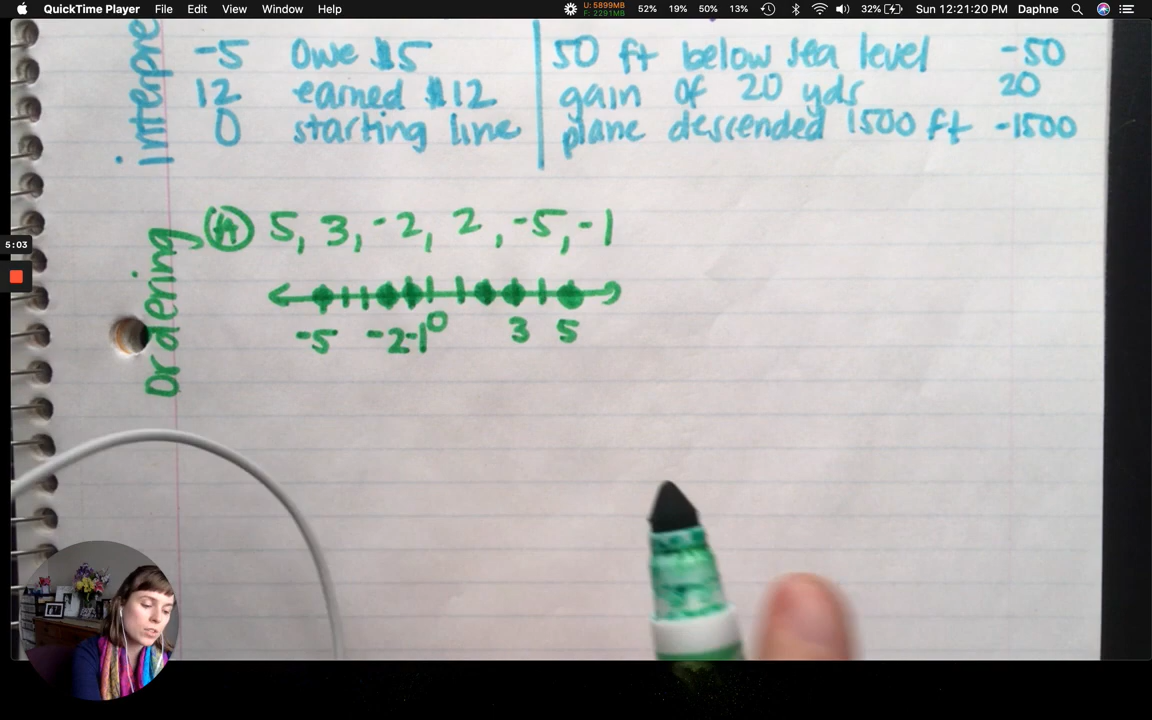 QuickTime Player File Edit View Window Help U: 5899MB F: 2291MB 52% 19% 50% 13% 32% Sun 12:21:20 PM Daphne
interpre
-5 Owe $5 50 ft below sea level -50
12 earned $12 gain of 20 yds 20
0 starting line plane descended 1500 ft -1500
ordering
A 5, 3, -2, 2, -5, -1
5:03
-5 -2 -1 0 3 5